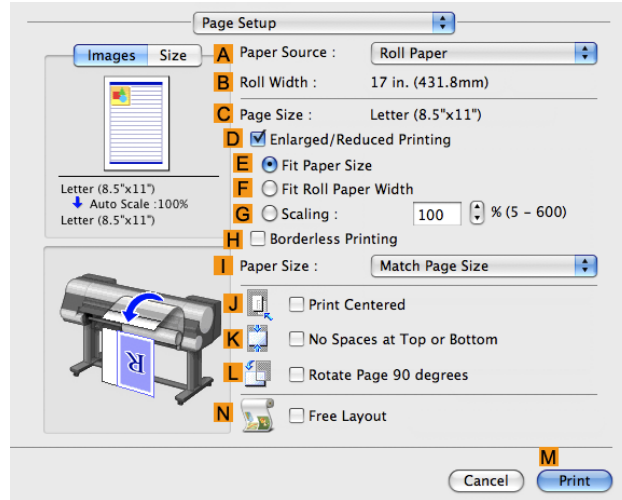 Page Setup
Images Size
A Paper Source : Roll Paper
B Roll Width : 17 in. (431.8mm)
C Page Size : Letter (8.5"x11")
D Enlarged/Reduced Printing
E Fit Paper Size
F Fit Roll Paper Width
G Scaling : 100 % (5 - 600)
H Borderless Printing
Letter (8.5"x11")
Auto Scale :100%
Letter (8.5"x11")
I Paper Size : Match Page Size
J Print Centered
K No Spaces at Top or Bottom
L Rotate Page 90 degrees
R
N Free Layout
M
Cancel Print